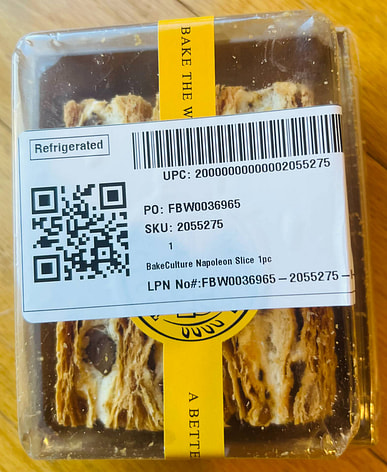 BAKE THE W
Refrigerated
UPC: 20000000000002055275
PO: FBW0036965
SKU: 2055275
1
BakeCulture Napoleon Slice 1pc
LPN No#:FBW0036965-2055275-
A BETTE